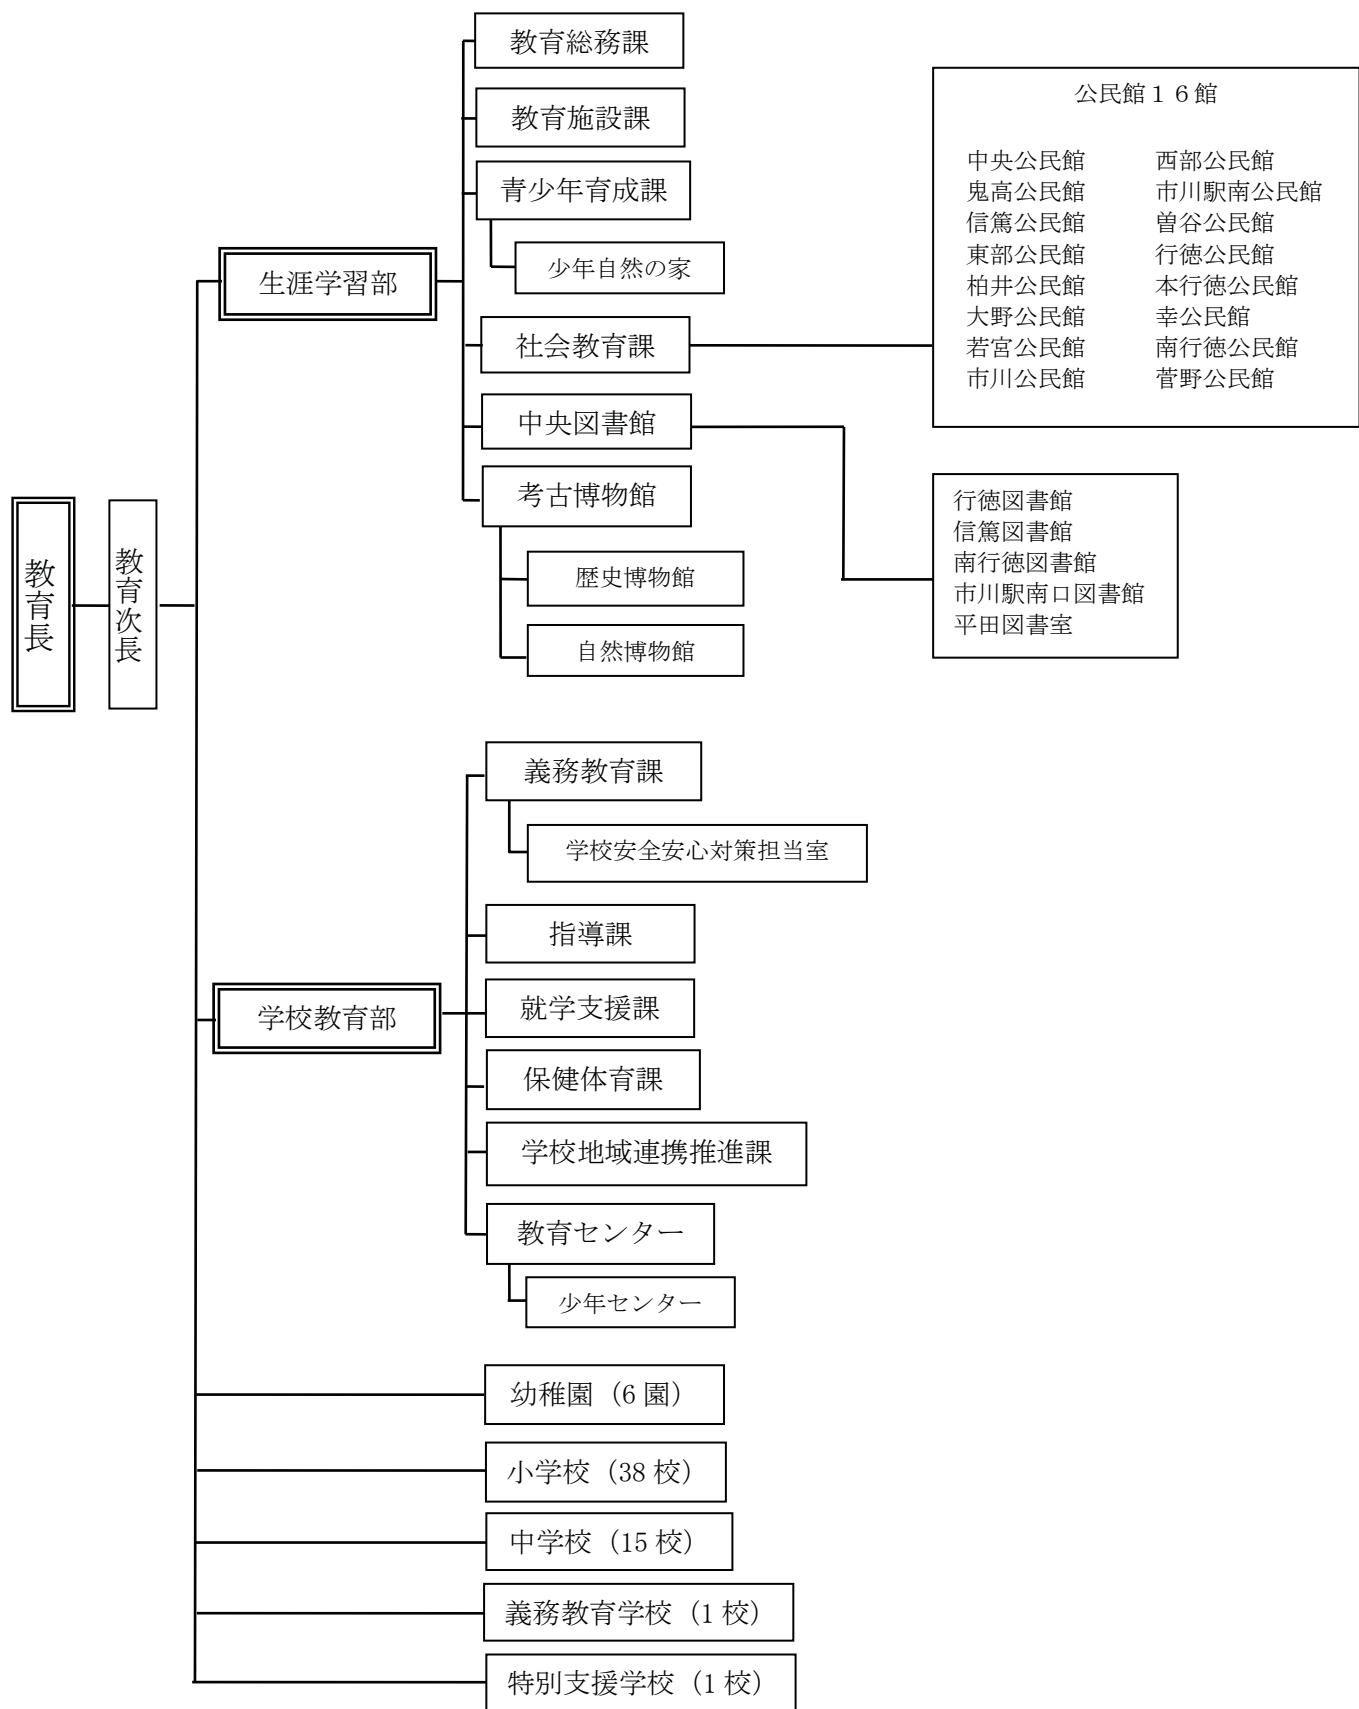 教育長
教育次長
生涯学習部
教育総務課
教育施設課
青少年育成課
少年自然の家
社会教育課
中央図書館
考古博物館
歴史博物館
自然博物館
公民館１６館
中央公民館　西部公民館
鬼高公民館　市川駅南公民館
信篤公民館　曽谷公民館
東部公民館　行徳公民館
柏井公民館　本行徳公民館
大野公民館　幸公民館
若宮公民館　南行徳公民館
市川公民館　菅野公民館
行徳図書館
信篤図書館
南行徳図書館
市川駅南口図書館
平田図書室
学校教育部
義務教育課
学校安全安心対策担当室
指導課
就学支援課
保健体育課
学校地域連携推進課
教育センター
少年センター
幼稚園（6 園）
小学校（38 校）
中学校（15 校）
義務教育学校（1 校）
特別支援学校（1 校）